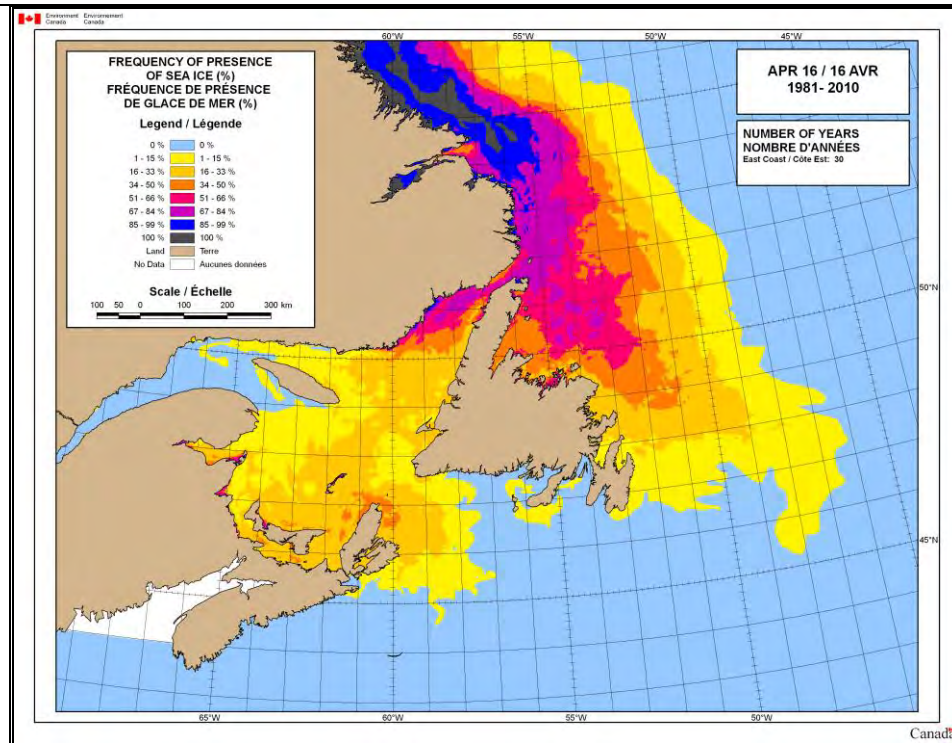 Environment Environnement
Canada Canada
60°W 55°W 50°W 45°W
FREQUENCY OF PRESENCE
OF SEA ICE (%)
FRÉQUENCE DE PRÉSENCE
DE GLACE DE MER (%)
Legend / Légende
0 % 0 %
1 - 15 % 1 - 15 %
16 - 33 % 16 - 33 %
34 - 50 % 34 - 50 %
51 - 66 % 51 - 66 %
67 - 84 % 67 - 84 %
85 - 99 % 85 - 99 %
100 % 100 %
Land Terre
No Data Aucunes données
Scale / Échelle
100 50 0 100 200 300 km
APR 16 / 16 AVR
1981- 2010
NUMBER OF YEARS
NOMBRE D'ANNÉES
East Coast / Côte Est: 30
50°N
45°N
65°W 60°W 55°W 50°W
Canada